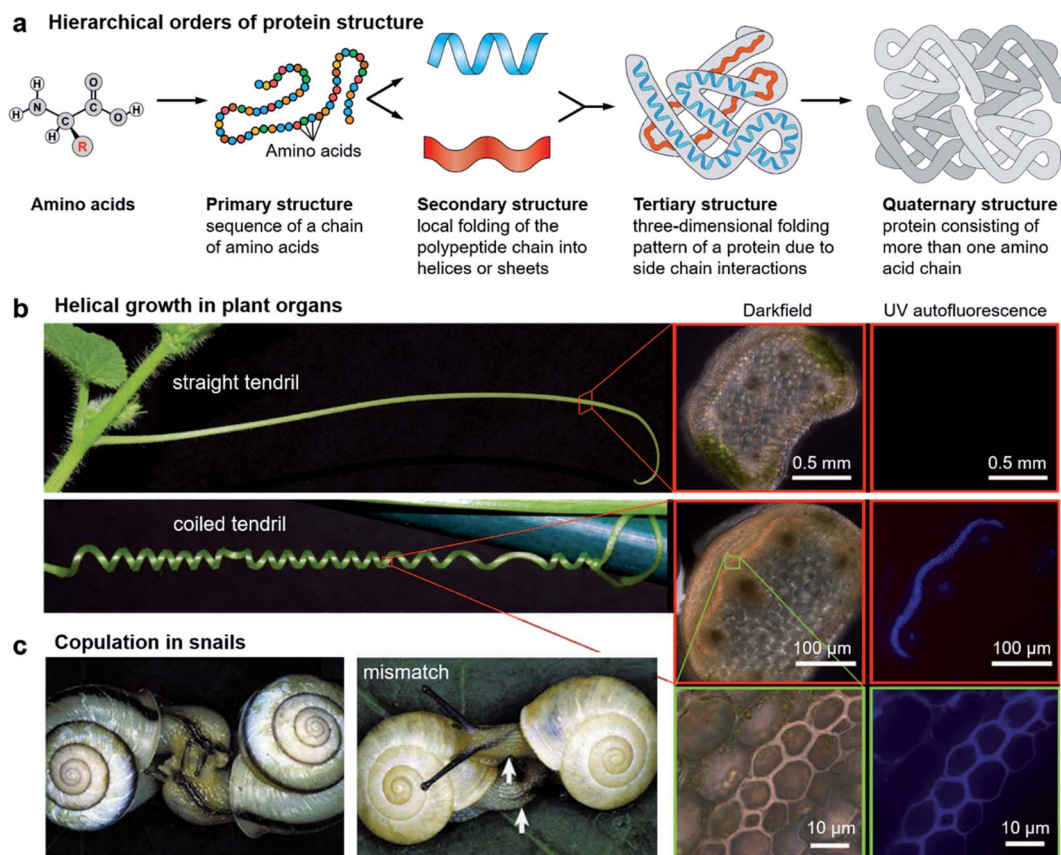 a Hierarchical orders of protein structure
H
H
N
H
C
R
C
O
O
H
Amino acids
Amino acids
Primary structure
sequence of a chain
of amino acids
Secondary structure
local folding of the
polypeptide chain into
helices or sheets
Tertiary structure
three-dimensional folding
pattern of a protein due to
side chain interactions
Quaternary structure
protein consisting of
more than one amino
acid chain
b Helical growth in plant organs
Darkfield
UV autofluorescence
straight tendril
0.5 mm
0.5 mm
coiled tendril
100 µm
100 µm
c Copulation in snails
mismatch
10 µm
10 µm